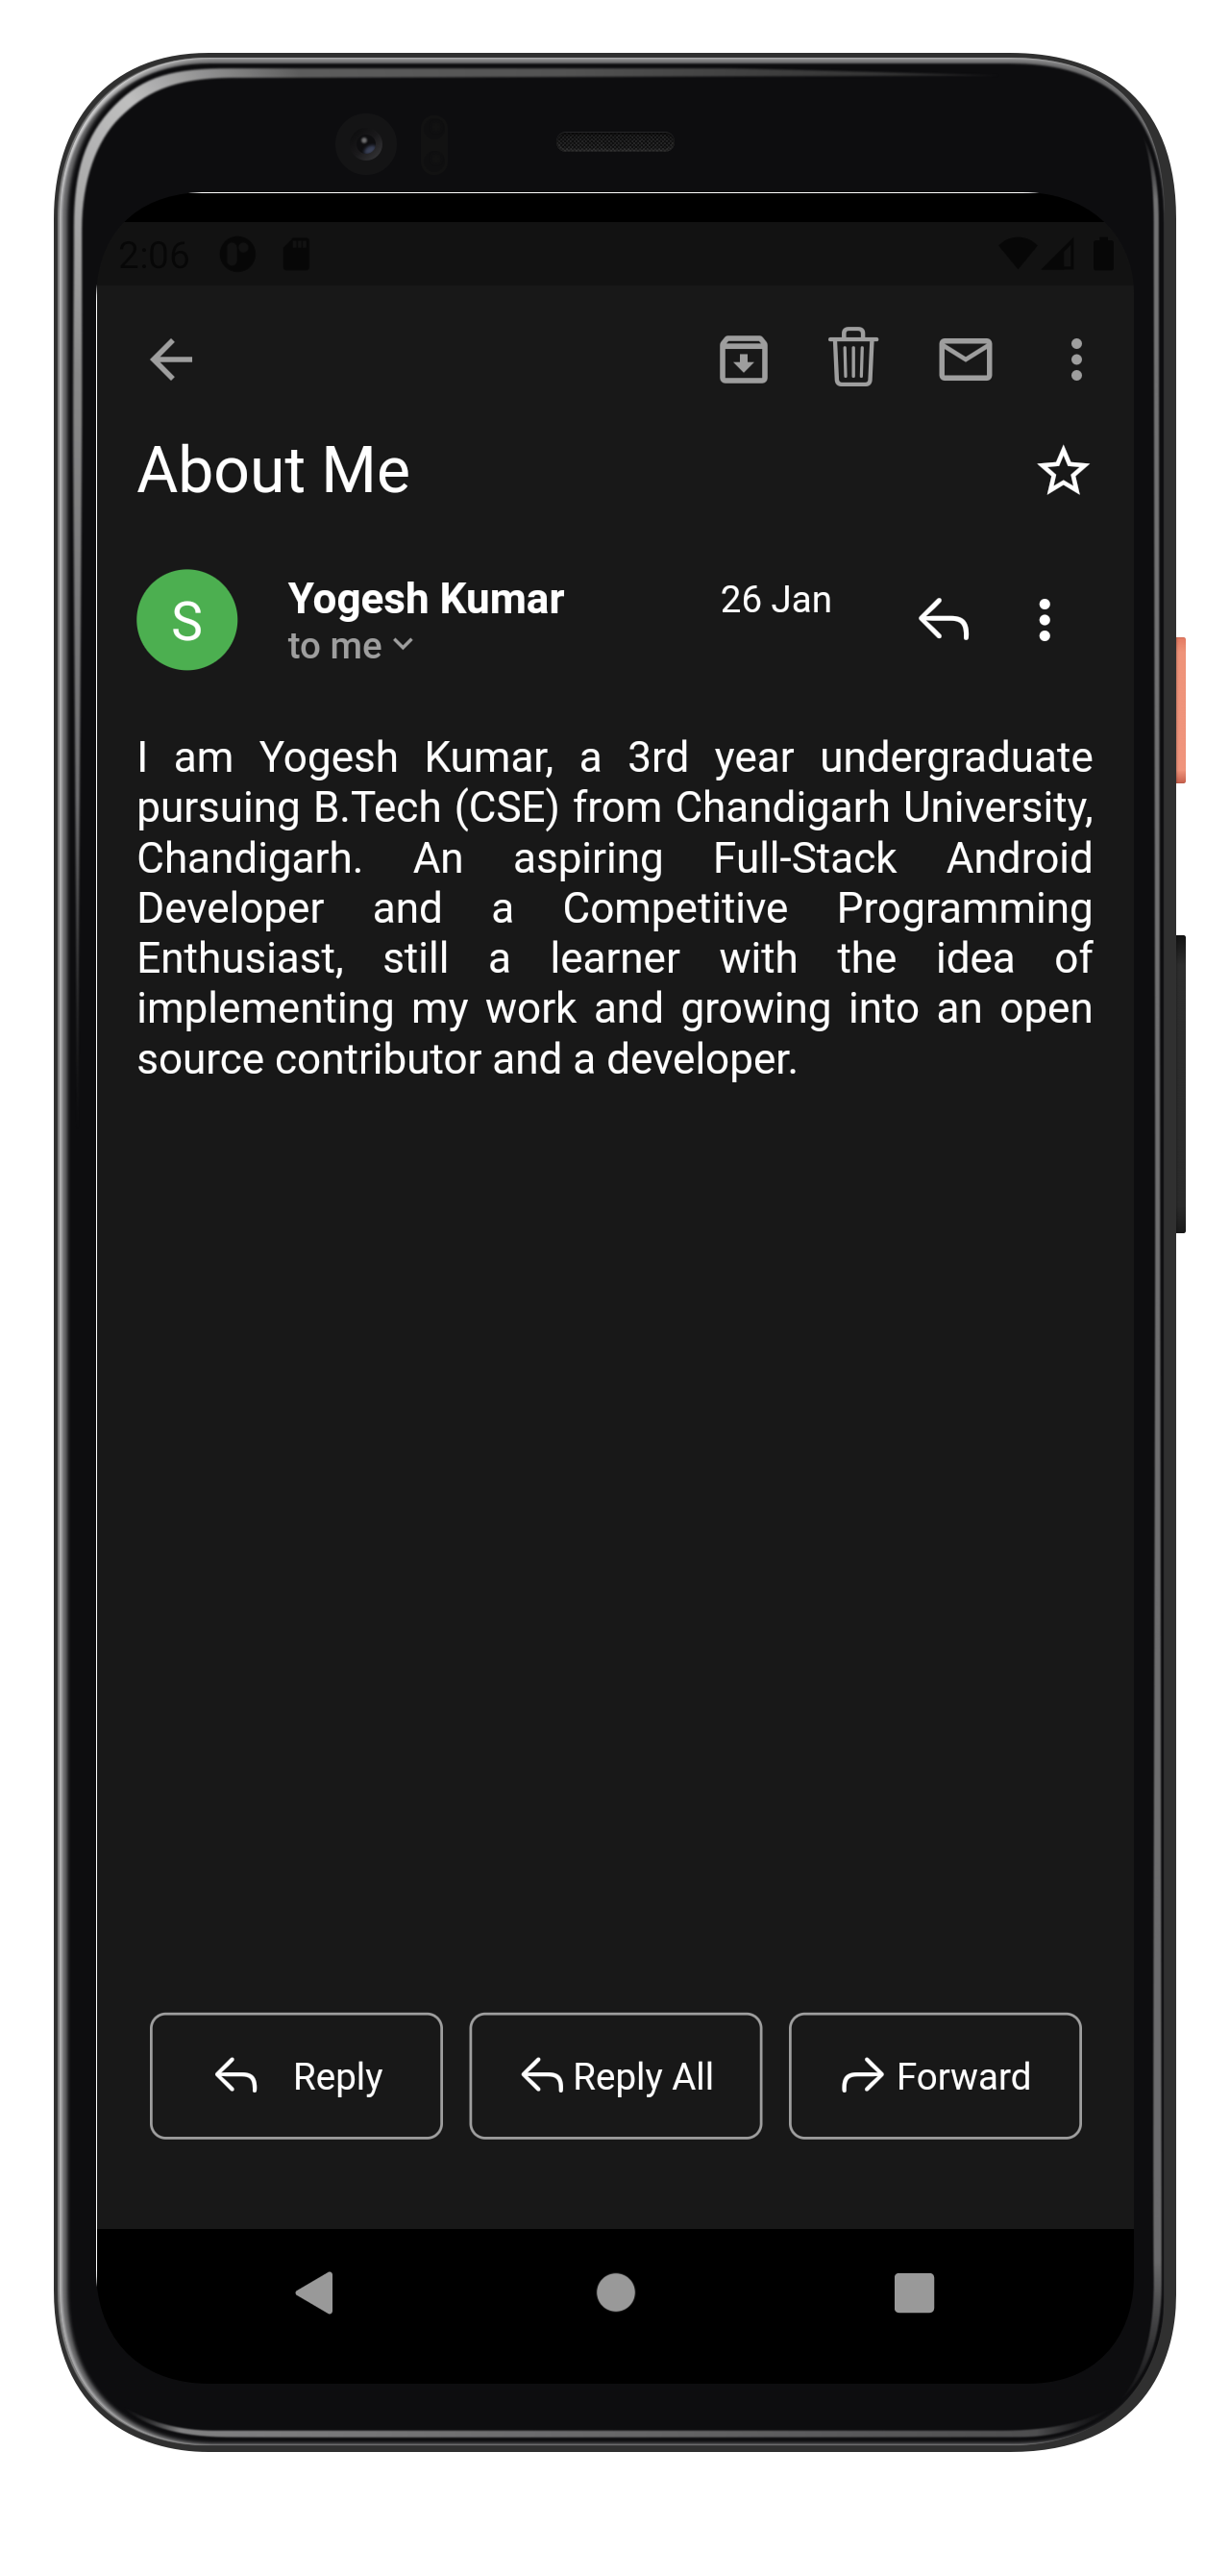 2:06
About Me
S
Yogesh Kumar
26 Jan
to me
I am Yogesh Kumar, a 3rd year undergraduate
pursuing B.Tech (CSE) from Chandigarh University,
Chandigarh. An aspiring Full-Stack Android
Developer and a Competitive Programming
Enthusiast, still a learner with the idea of
implementing my work and growing into an open
source contributor and a developer.
Reply
Reply All
Forward